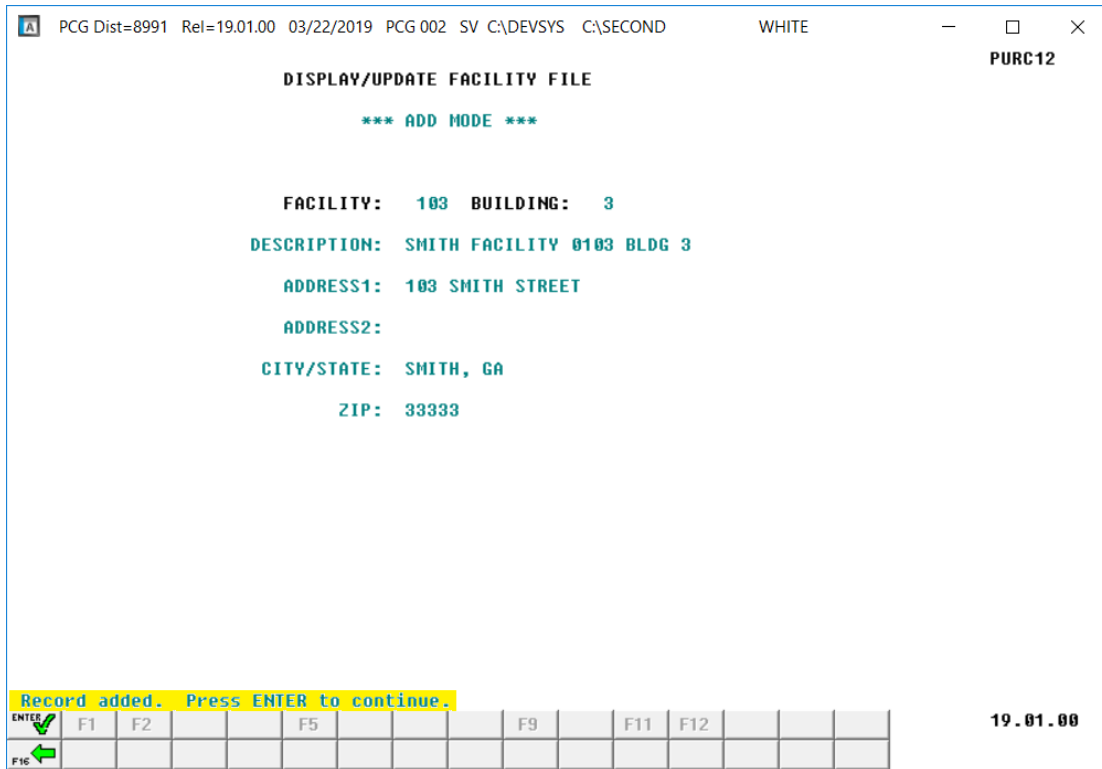 A PCG Dist=8991 Rel=19.01.00 03/22/2019 PCG 002 SV C:\DEVSYS C:\SECOND WHITE
PURC12
DISPLAY/UPDATE FACILITY FILE
*** ADD MODE ***
FACILITY: 103 BUILDING: 3
DESCRIPTION: SMITH FACILITY 0103 BLDG 3
ADDRESS1: 103 SMITH STREET
ADDRESS2:
CITY/STATE: SMITH, GA
ZIP: 33333
Record added. Press ENTER to continue.
ENTER F1 F2 F5 F9 F11 F12 19.01.00
F16